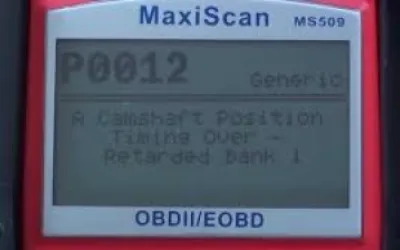 MaxiScan MS509
P0012 Generic
A Camshaft Position
Timing Over -
Retarded Bank 1
OBDII/EOBD